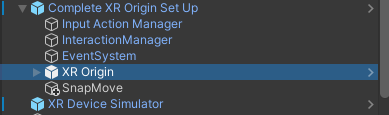 Complete XR Origin Set Up
Input Action Manager
InteractionManager
EventSystem
XR Origin
SnapMove
XR Device Simulator